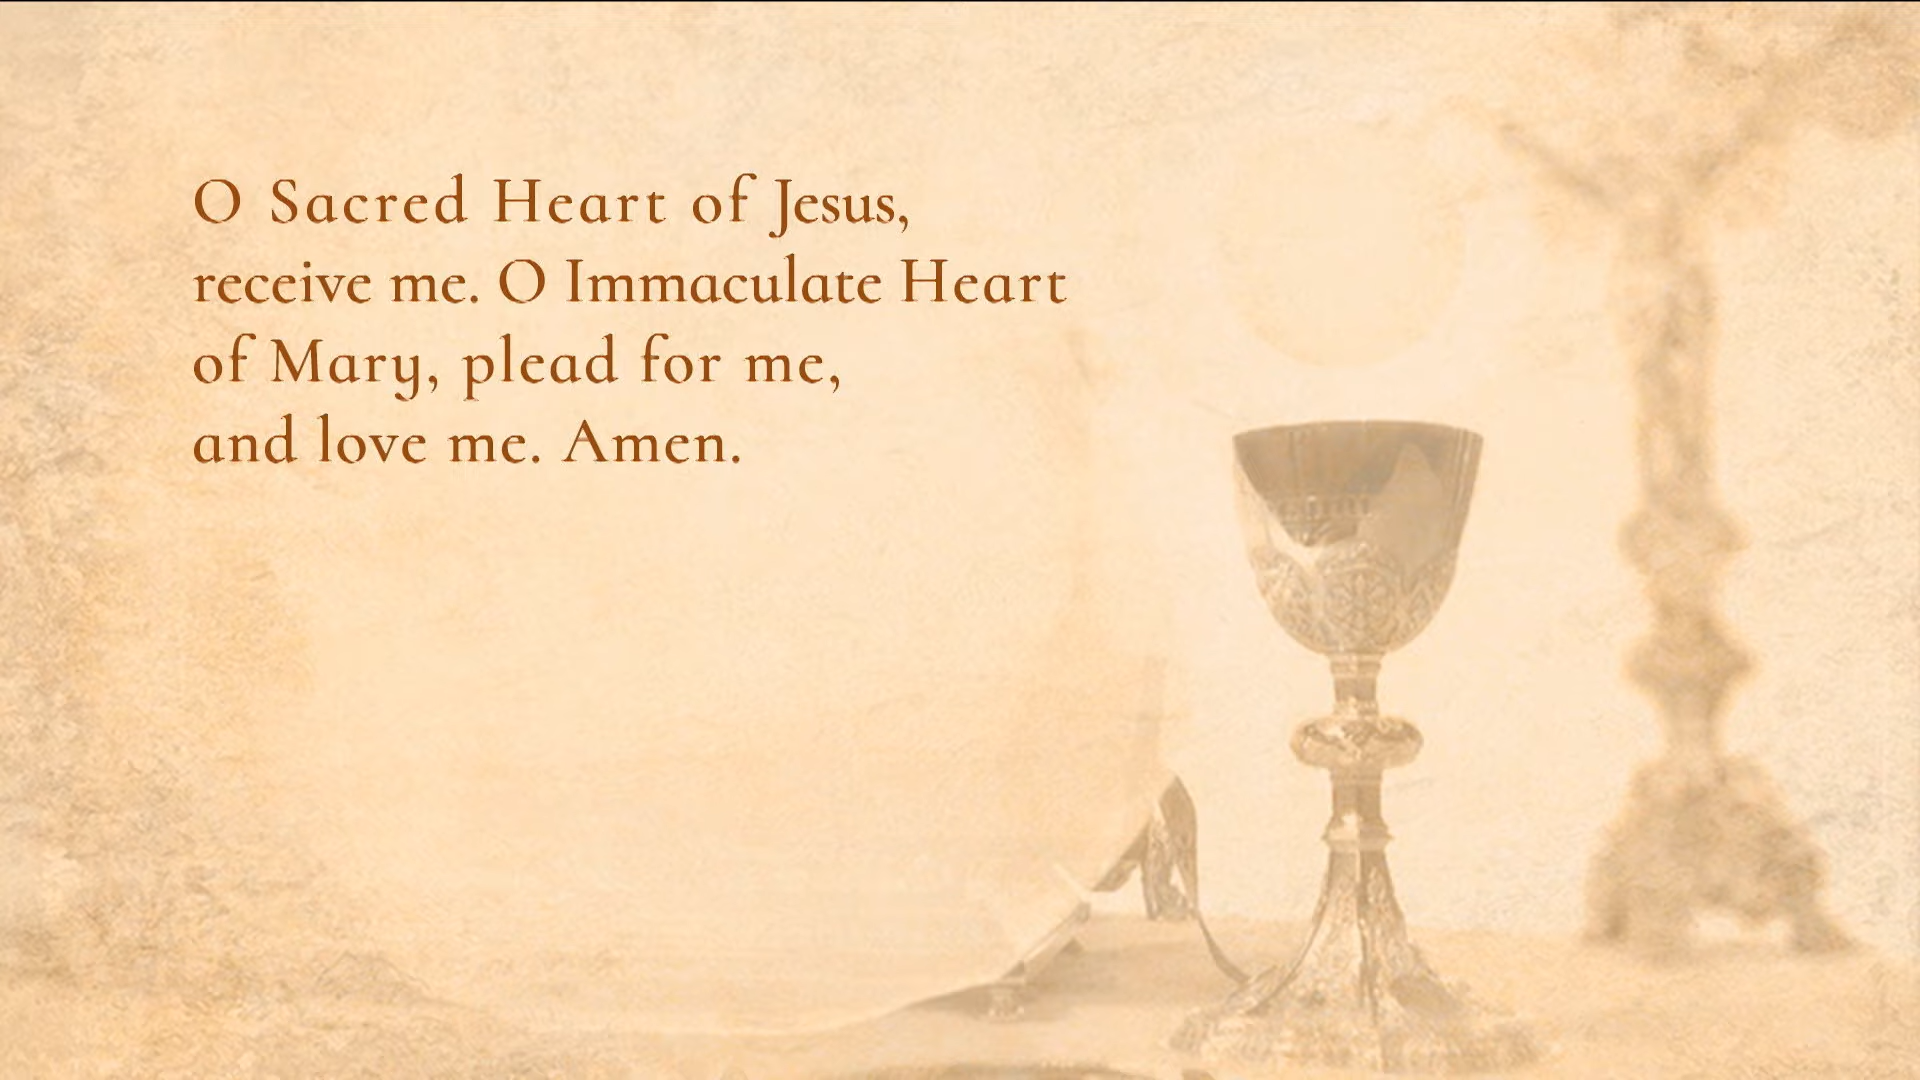 O Sacred Heart of Jesus,
receive me. O Immaculate Heart
of Mary, plead for me,
and love me. Amen.